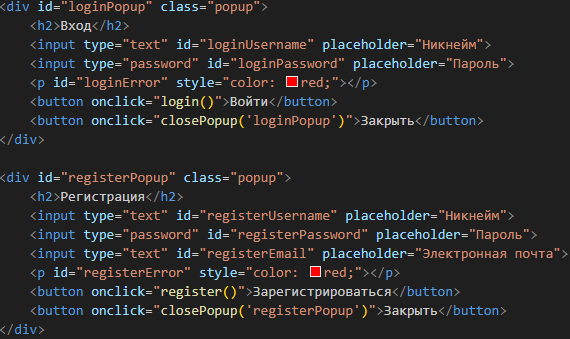 <div id="loginPopup" class="popup">
    <h2>Вход</h2>
    <input type="text" id="loginUsername" placeholder="Никнейм">
    <input type="password" id="loginPassword" placeholder="Пароль">
    <p id="loginError" style="color: red;"></p>
    <button onclick="login()">Войти</button>
    <button onclick="closePopup('loginPopup')">Закрыть</button>
</div>

<div id="registerPopup" class="popup">
    <h2>Регистрация</h2>
    <input type="text" id="registerUsername" placeholder="Никнейм">
    <input type="password" id="registerPassword" placeholder="Пароль">
    <input type="text" id="registerEmail" placeholder="Электронная почта">
    <p id="registerError" style="color: red;"></p>
    <button onclick="register()">Зарегистрироваться</button>
    <button onclick="closePopup('registerPopup')">Закрыть</button>
</div>